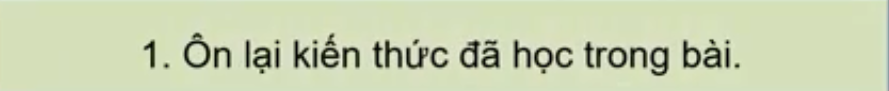 1. Ôn lại kiến thức đã học trong bài.